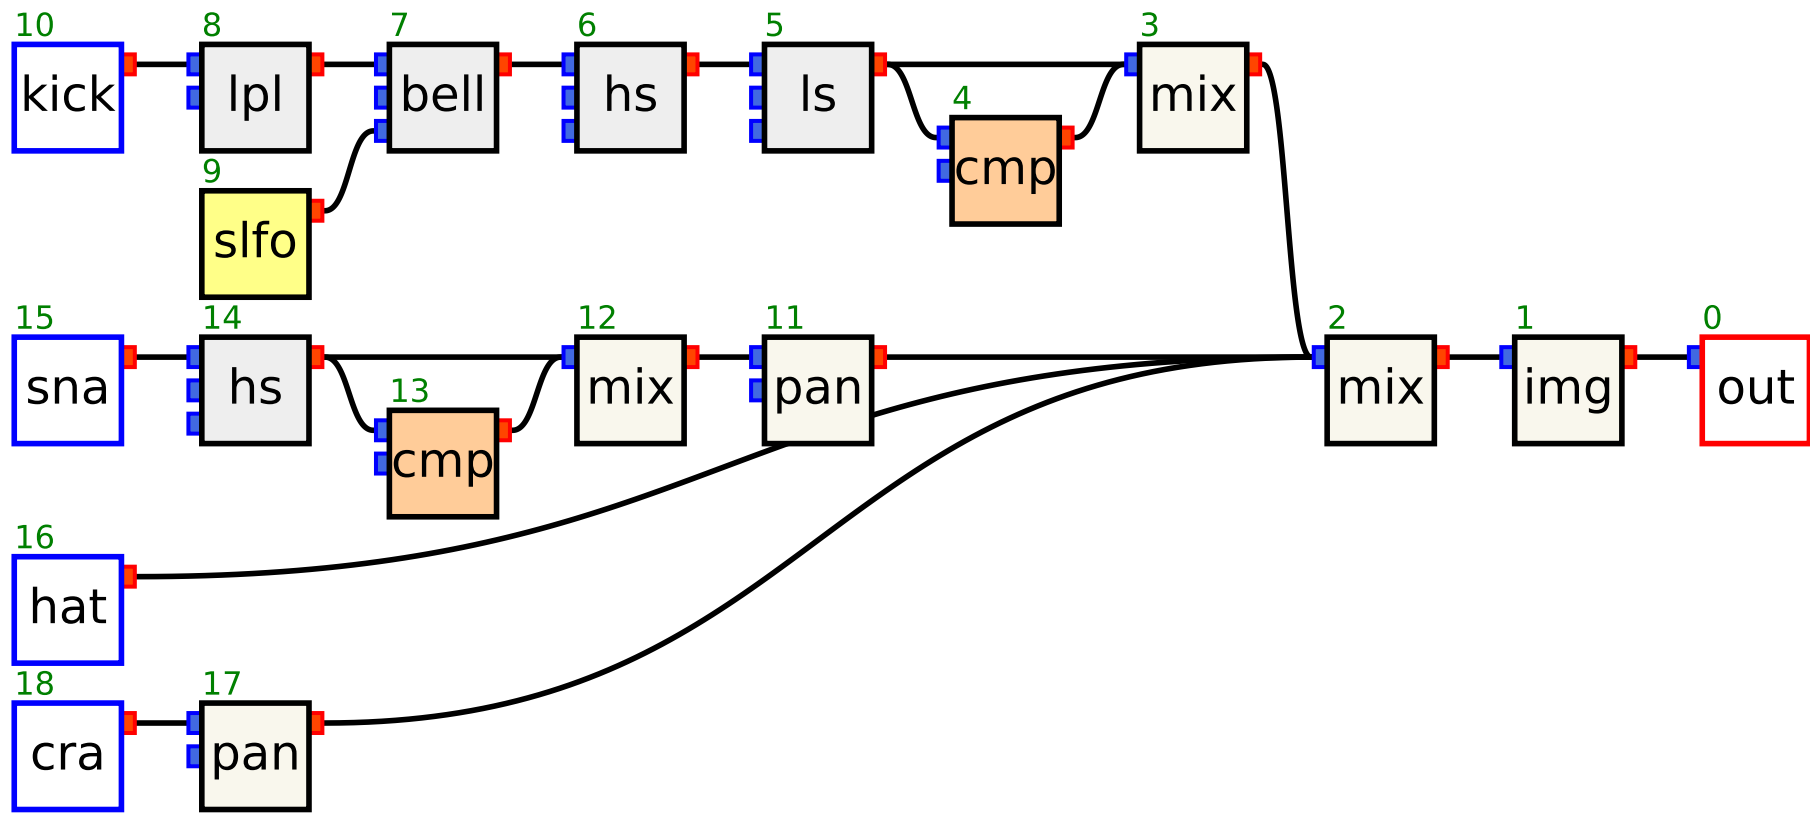 10 8 7 6 5 3
kick lpl bell hs ls mix
4
cmp
9
slfo
15 14 12 11 2 1 0
sna hs mix pan mix img out
13
cmp
16
hat
18 17
cra pan